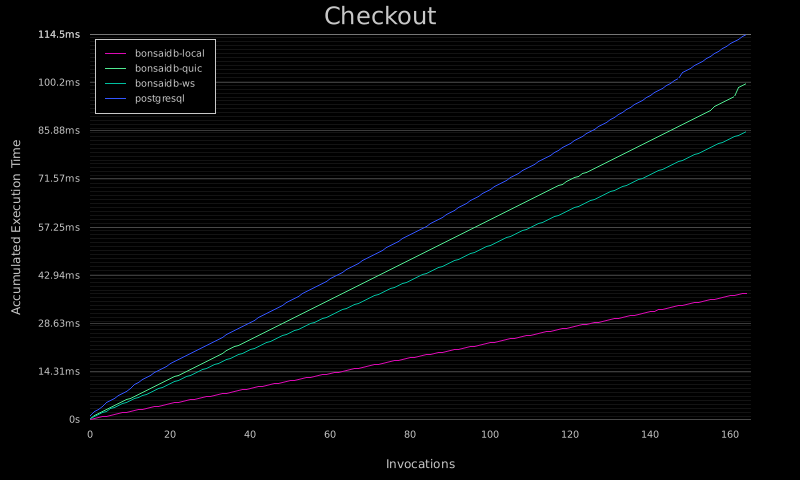 Checkout
114.5ms
100.2ms
85.88ms
71.57ms
57.25ms
42.94ms
28.63ms
14.31ms
0s
bonsaidb-local
bonsaidb-quic
bonsaidb-ws
postgresql
Accumulated Execution Time
0 20 40 60 80 100 120 140 160
Invocations